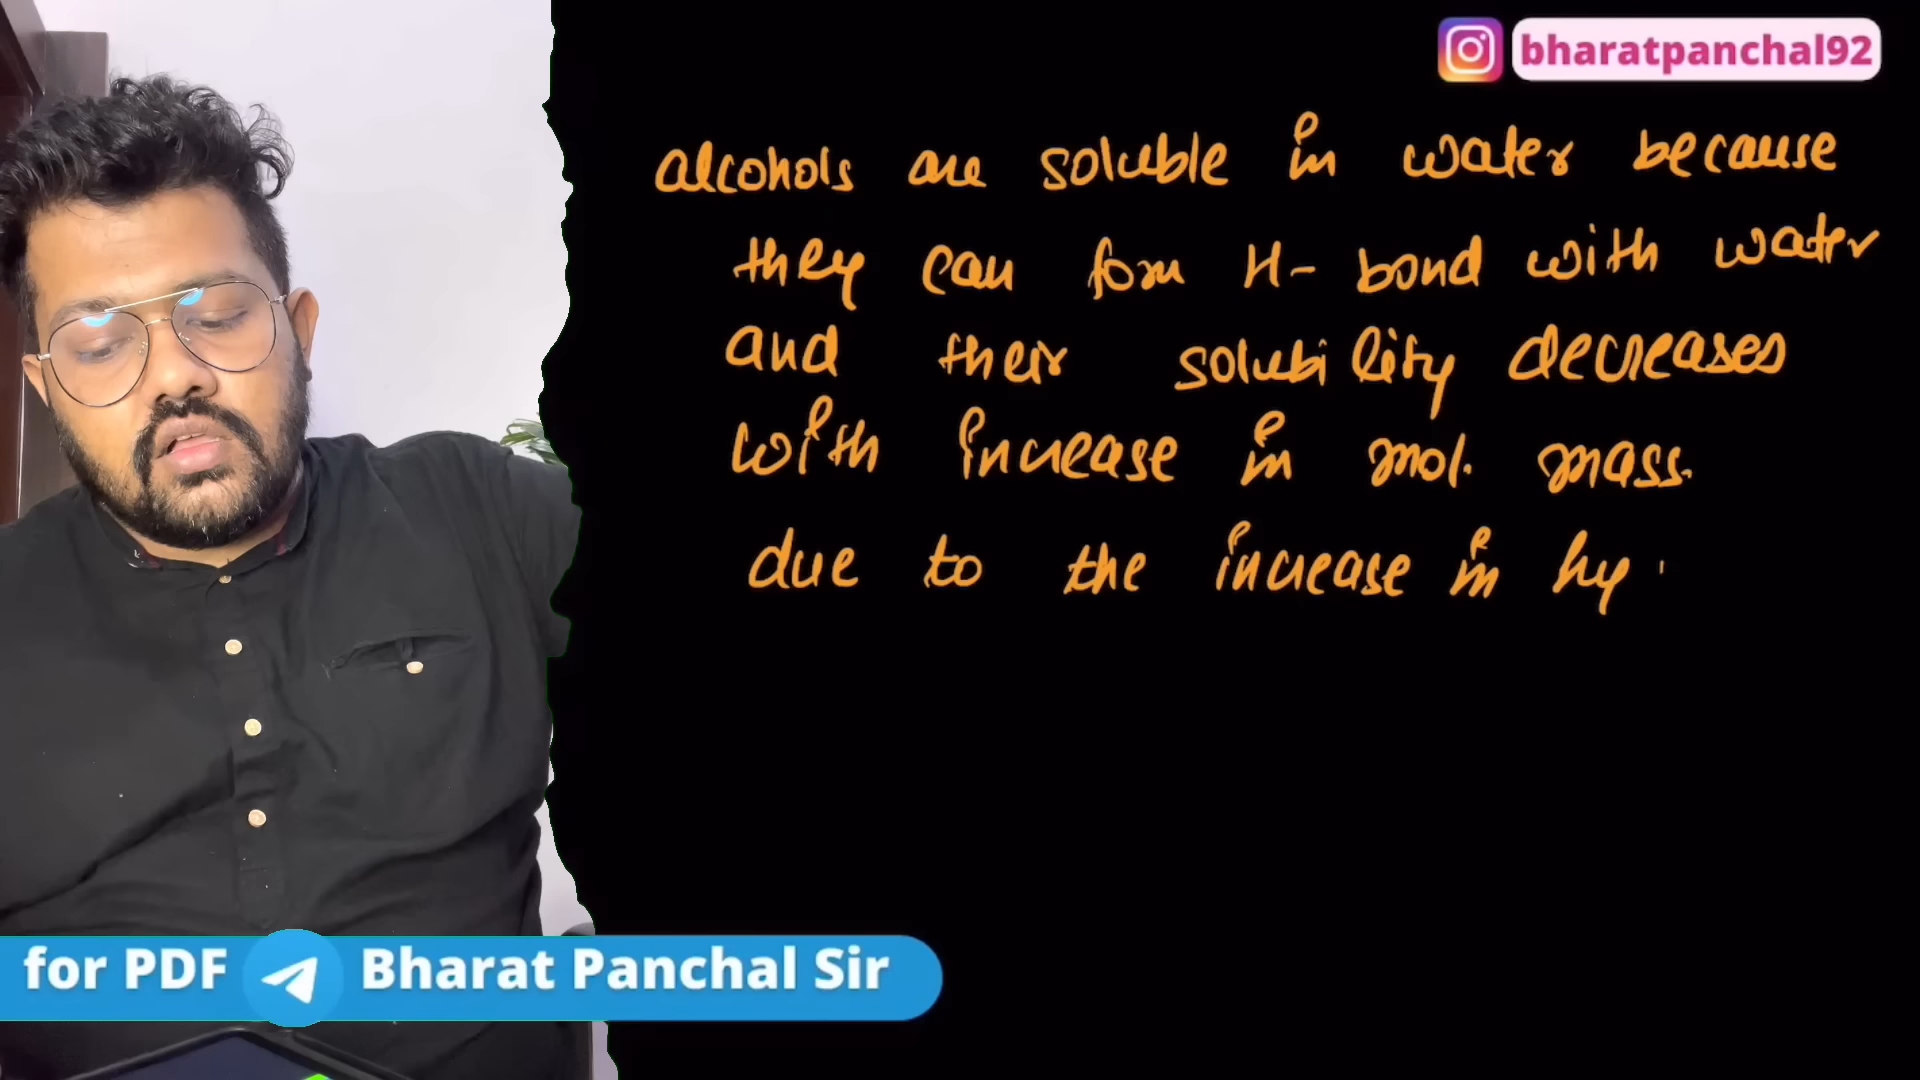 bharatpanchal92
alcohols are soluble in water because
they can form H- bond with water
and their solubility decreases
with increase in mol. mass.
due to the increase in hy
for PDF Bharat Panchal Sir